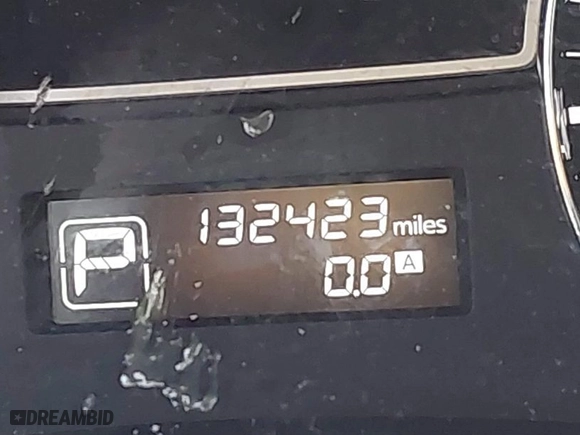 P
132423 miles
0.0 A
DREAMBID